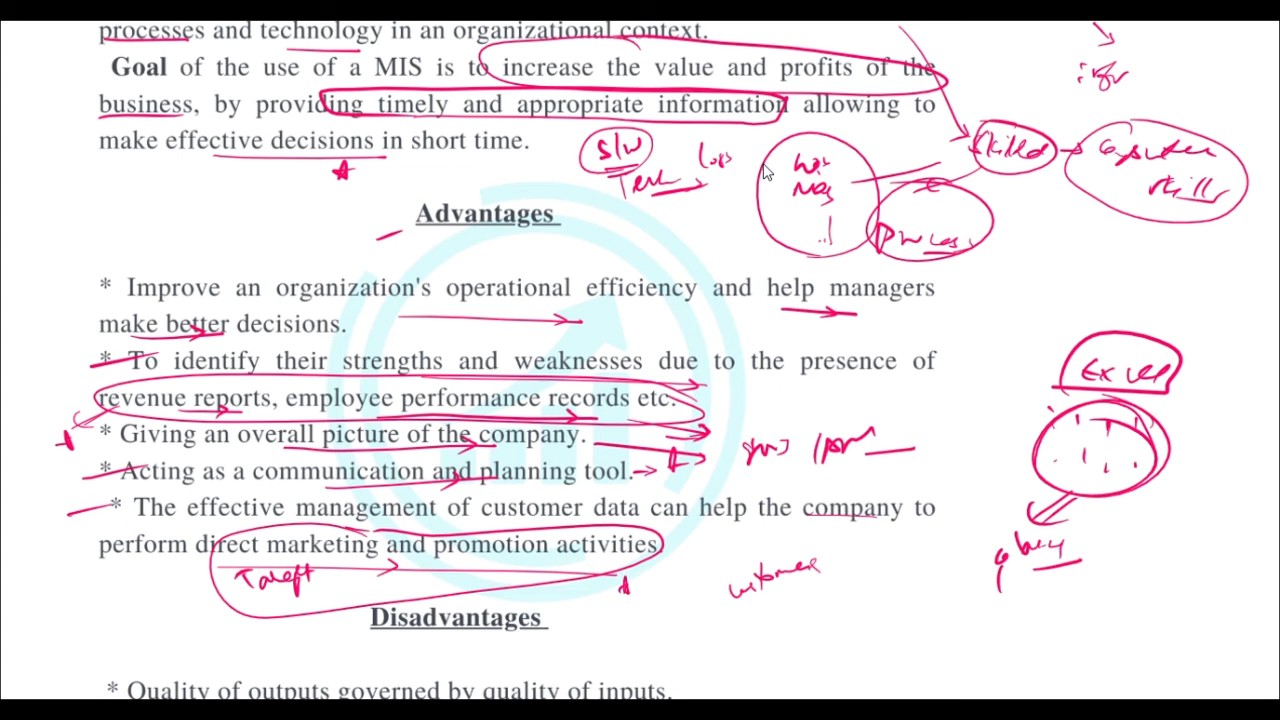 processes and technology in an organizational context.
Goal of the use of a MIS is to increase the value and profits of the
business, by providing timely and appropriate information allowing to
make effective decisions in short time.
S/W
Tech
Skilled
Computer
skills
Process
Advantages
* Improve an organization's operational efficiency and help managers
make better decisions.
* To identify their strengths and weaknesses due to the presence of
revenue reports, employee performance records etc.
* Giving an overall picture of the company.
* Acting as a communication and planning tool.
* The effective management of customer data can help the company to
perform direct marketing and promotion activities
Excel
Target
customers
Disadvantages
* Quality of outputs governed by quality of inputs.